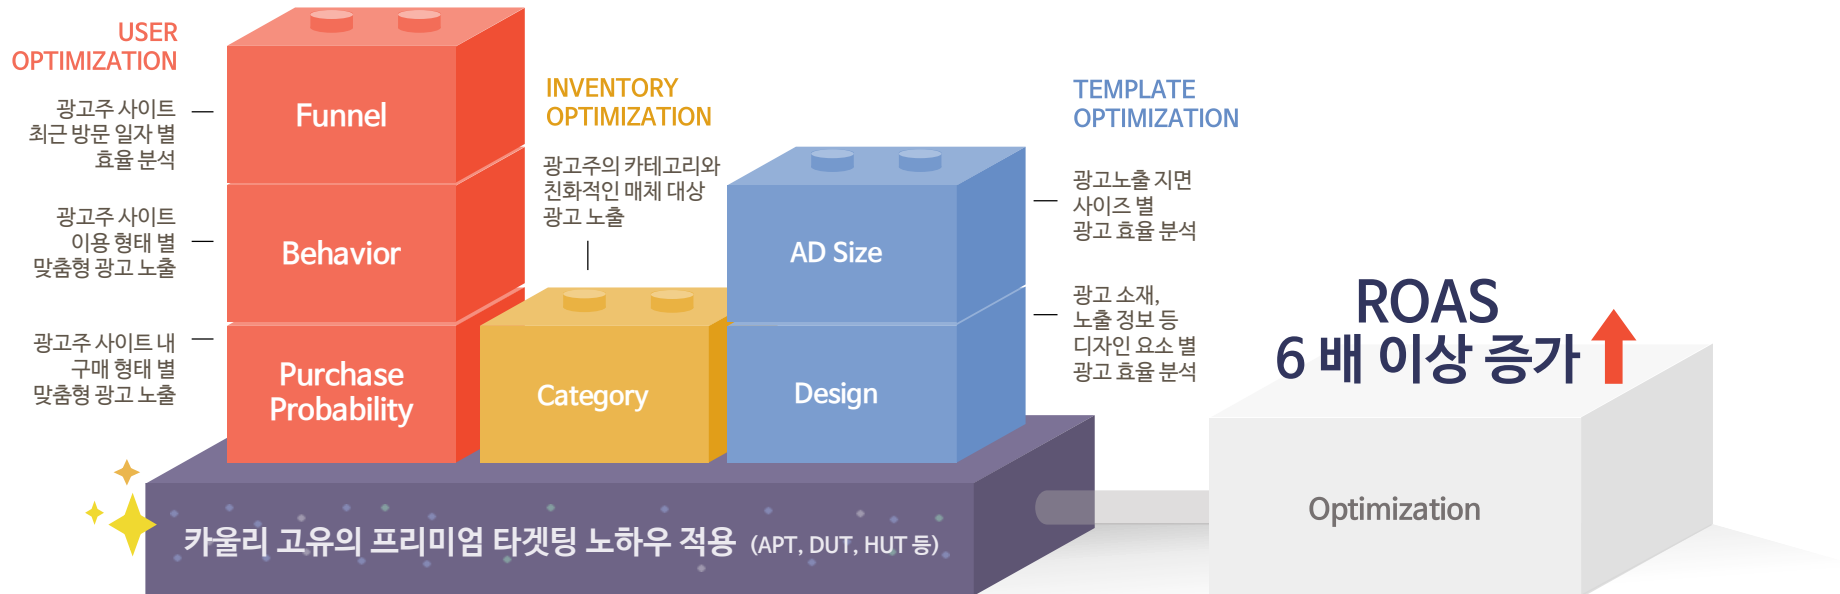 USER
OPTIMIZATION
광고주 사이트
최근 방문 일자 별
효율 분석
광고주 사이트
이용 형태 별
맞춤형 광고 노출
광고주 사이트 내
구매 형태 별
맞춤형 광고 노출
Funnel
Behavior
Purchase
Probability
INVENTORY
OPTIMIZATION
광고주의 카테고리와
친화적인 매체 대상
광고 노출
Category
AD Size
Design
TEMPLATE
OPTIMIZATION
광고노출 지면
사이즈 별
광고 효율 분석
광고 소재,
노출 정보 등
디자인 요소 별
광고 효율 분석
카울리 고유의 프리미엄 타겟팅 노하우 적용 (APT, DUT, HUT 등)
ROAS
6 배 이상 증가
Optimization